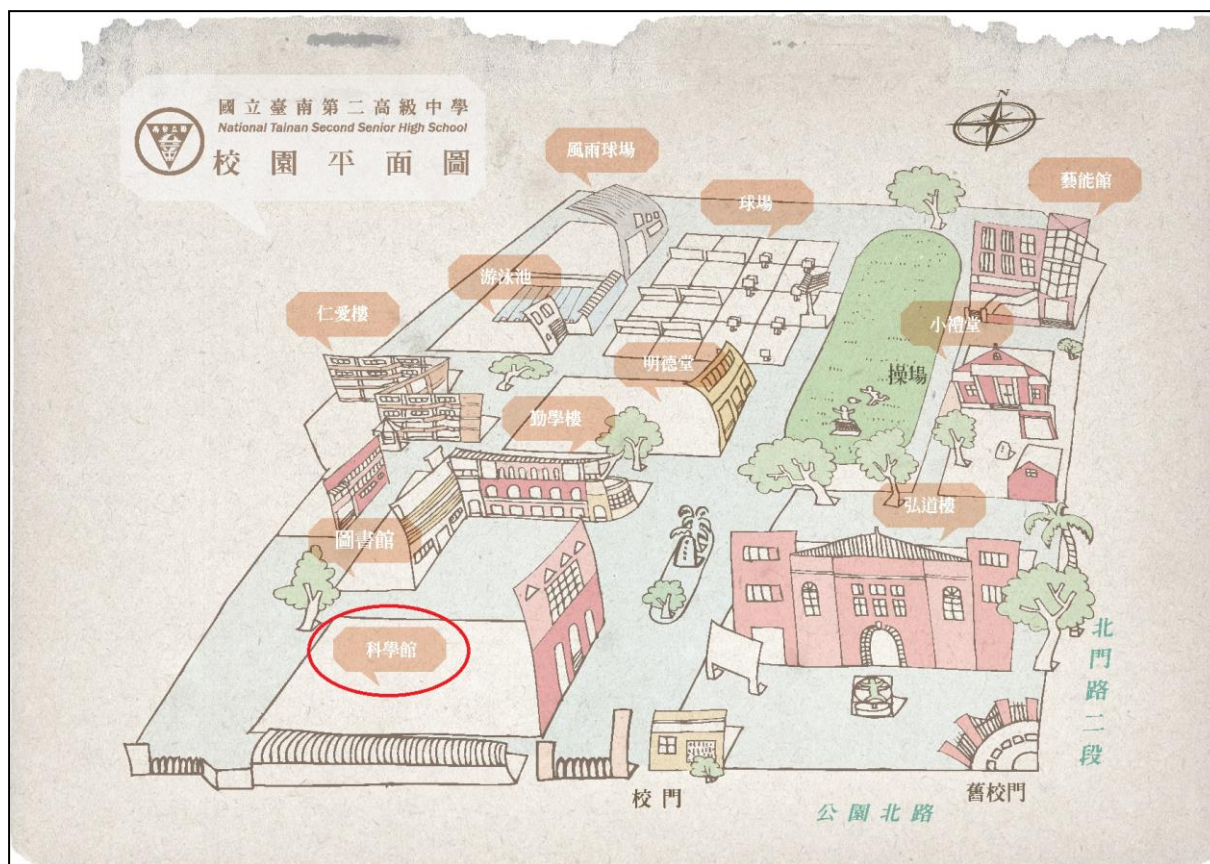 國立臺南第二高級中學
National Tainan Second Senior High School
校園平面圖
N
風雨球場
藝能館
球場
游泳池
仁愛樓
小禮堂
明德堂
操場
勤學樓
弘道樓
圖書館
科學館
北門路二段
校門
舊校門
公園北路